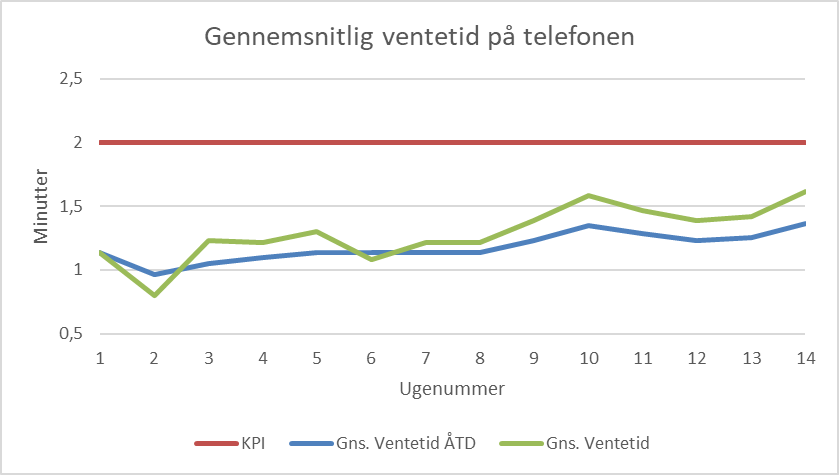 Gennemsnitlig ventetid på telefonen
2,5
2
1,5
1
0,5
Minutter
1 2 3 4 5 6 7 8 9 10 11 12 13 14
Ugenummer
KPI Gns. Ventetid ÅTD Gns. Ventetid